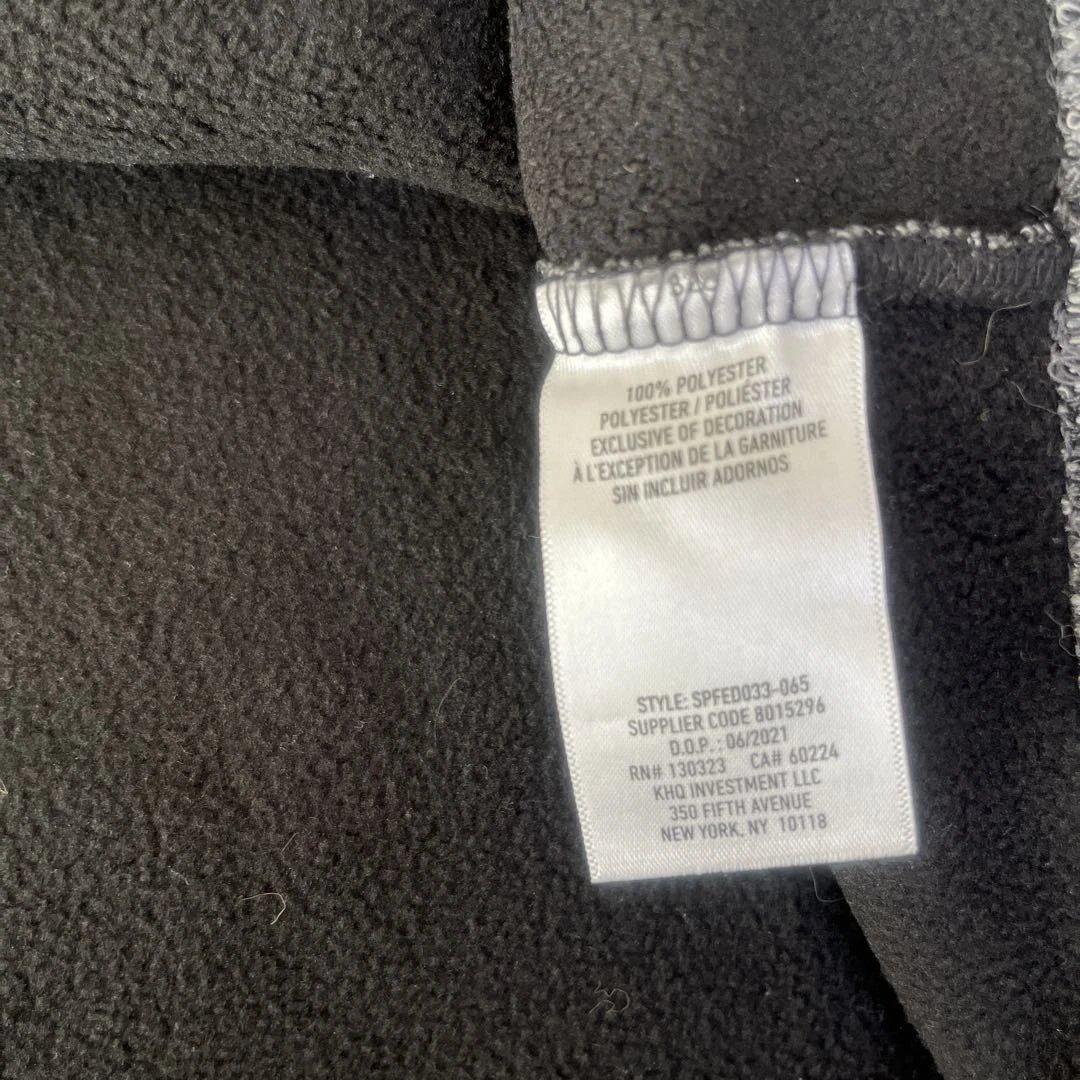 100% POLYESTER
POLYESTER / POLIÉSTER
EXCLUSIVE OF DECORATION
À L'EXCEPTION DE LA GARNITURE
SIN INCLUIR ADORNOS
STYLE: SPFED033-065
SUPPLIER CODE 8015296
D.O.P.: 06/2021
RN# 130323 CA# 60224
KHQ INVESTMENT LLC
350 FIFTH AVENUE
NEW YORK, NY 10118